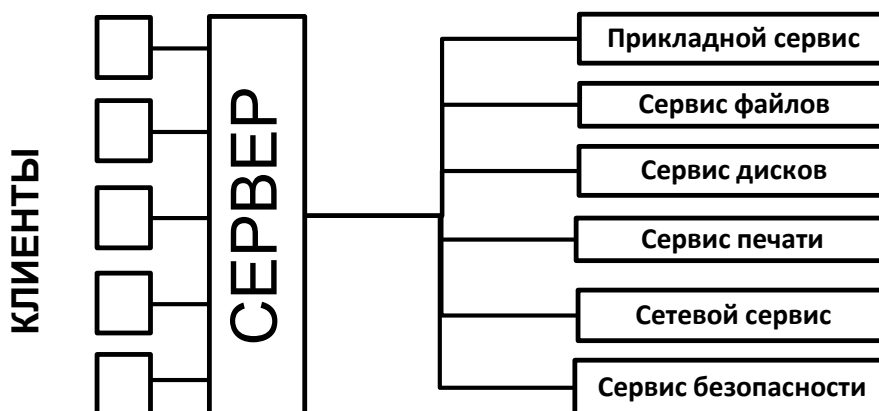 КЛИЕНТЫ
СЕРВЕР
Прикладной сервис
Сервис файлов
Сервис дисков
Сервис печати
Сетевой сервис
Сервис безопасности